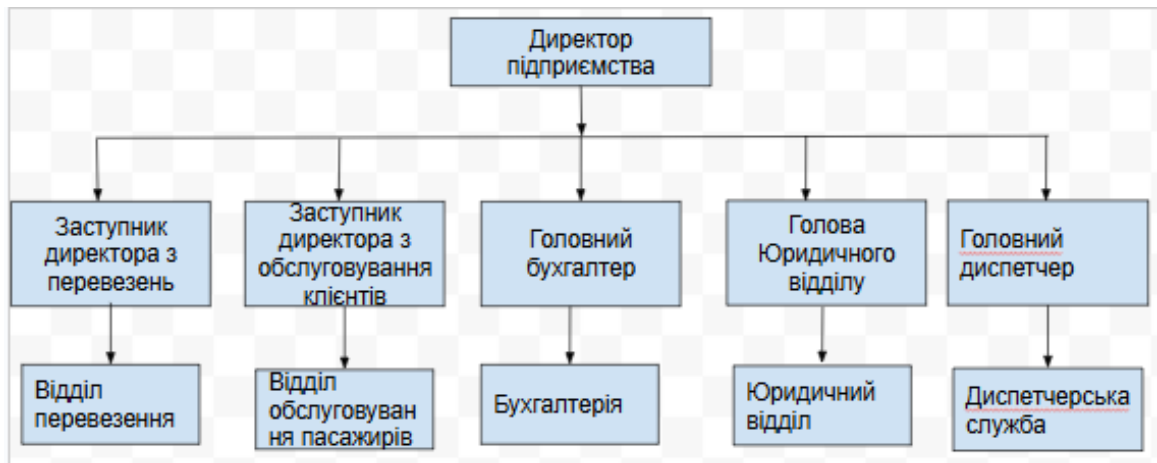 Директор
підприємства
Заступник
директора з
перевезень
Заступник
директора з
обслуговування
клієнтів
Головний
бухгалтер
Голова
Юридичного
відділу
Головний
диспетчер
Відділ
перевезення
Відділ
обслуговуван
ня пасажирів
Бухгалтерія
Юридичний
відділ
Диспетчерська
служба